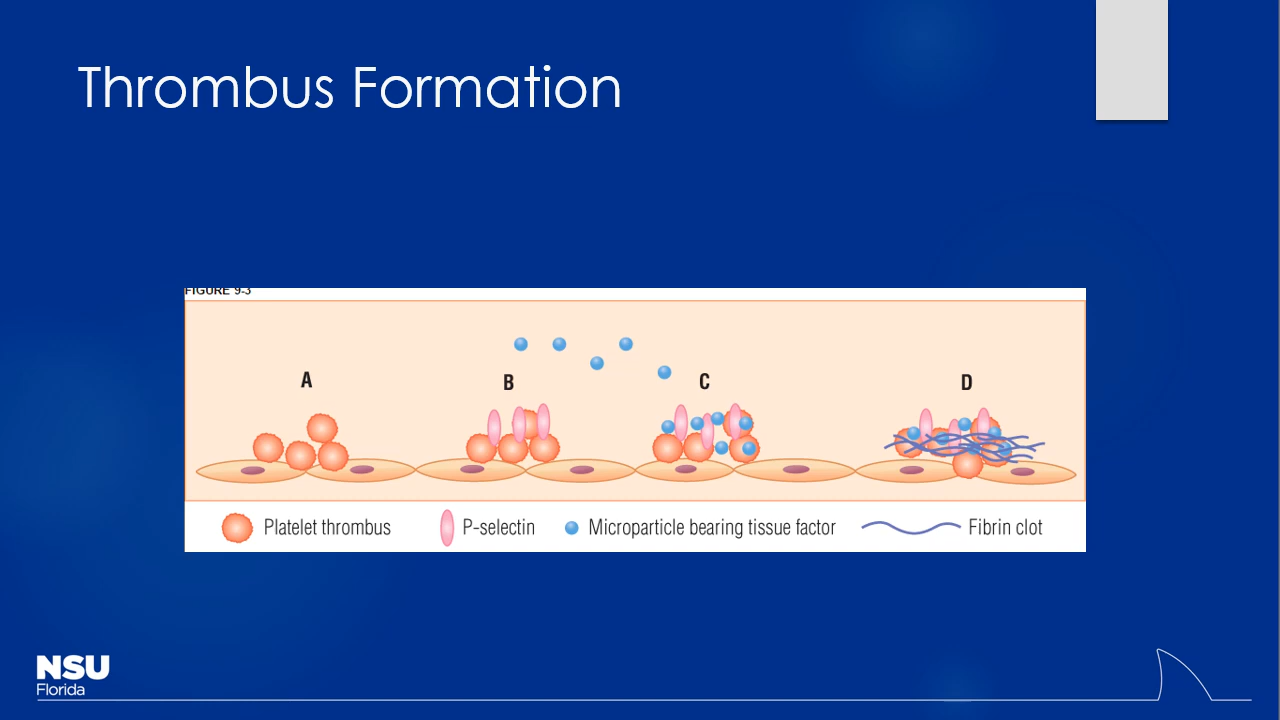 Thrombus Formation
FIGURE 9-3
A B C D
Platelet thrombus P-selectin Microparticle bearing tissue factor Fibrin clot
NSU
Florida